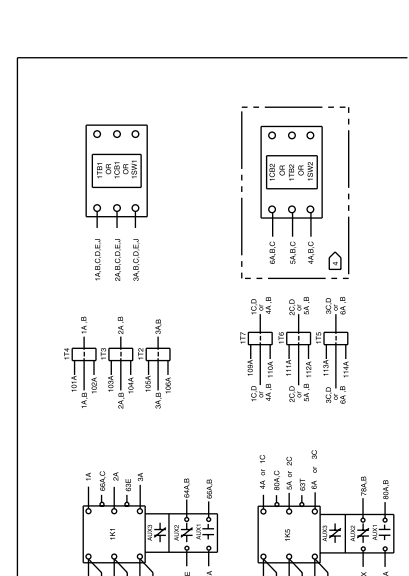 1TB1
OR
1CB1
OR
1SW1
1CB2
OR
1TB2
OR
1SW2
1A,B,C,D,E,J
2A,B,C,D,E,J
3A,B,C,D,E,J
6A,B,C
5A,B,C
4A,B,C
4
1T4
1A ,B
101A
102A
1A,B
1T3
2A ,B
103A
104A
2A,B
1T2
3A,B
105A
106A
3A,B
1T7
1C,D
or
4A ,B
109A
110A
1C,D
or
4A ,B
1T6
2C,D
or
5A ,B
111A
112A
2C,D
or
5A ,B
1T5
3C,D
or
6A ,B
113A
114A
3C,D
or
6A ,B
1A
66A,C
2A
63E
3A
64A,B
66A,B
1K1
AUX3
AUX2
AUX1
E
A
4A or 1C
80A,C
5A or 2C
63T
6A or 3C
78A,B
80A,B
1K5
AUX3
AUX2
AUX1
X
A